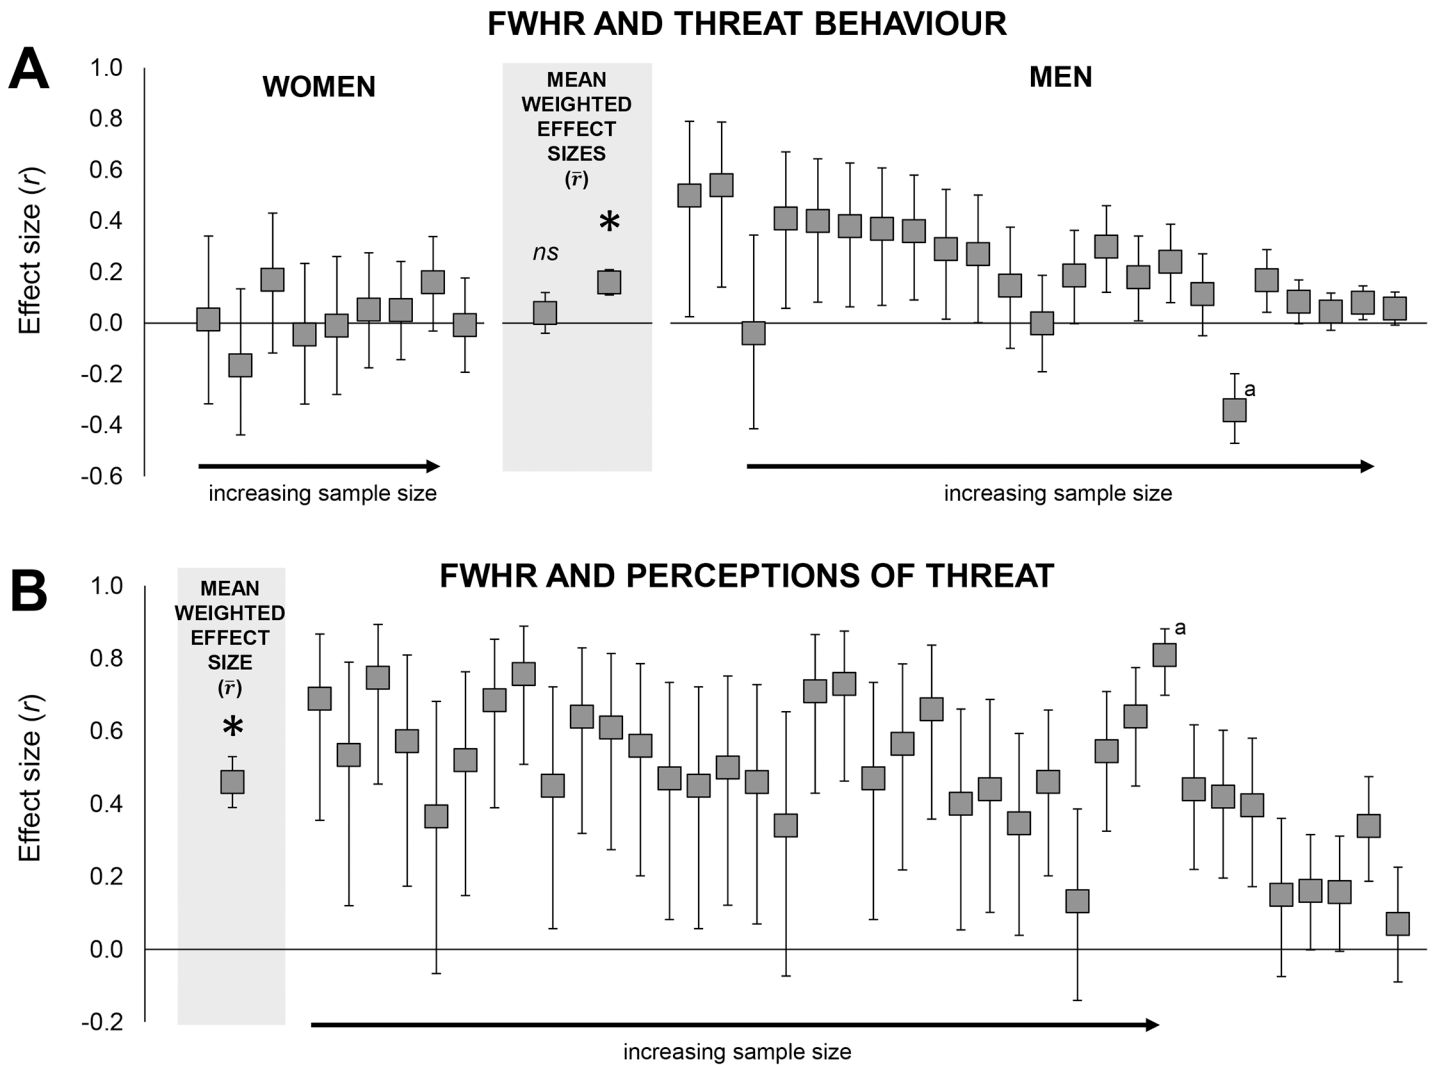 FWHR AND THREAT BEHAVIOUR
A
WOMEN
MEAN
WEIGHTED
EFFECT
SIZES
(r̅)
MEN
Effect size (r)
1.0
0.8
0.6
0.4
0.2
0.0
-0.2
-0.4
-0.6
ns
*
a
increasing sample size
increasing sample size
B
FWHR AND PERCEPTIONS OF THREAT
MEAN
WEIGHTED
EFFECT
SIZE
(r̅)
*
Effect size (r)
1.0
0.8
0.6
0.4
0.2
0.0
-0.2
a
increasing sample size